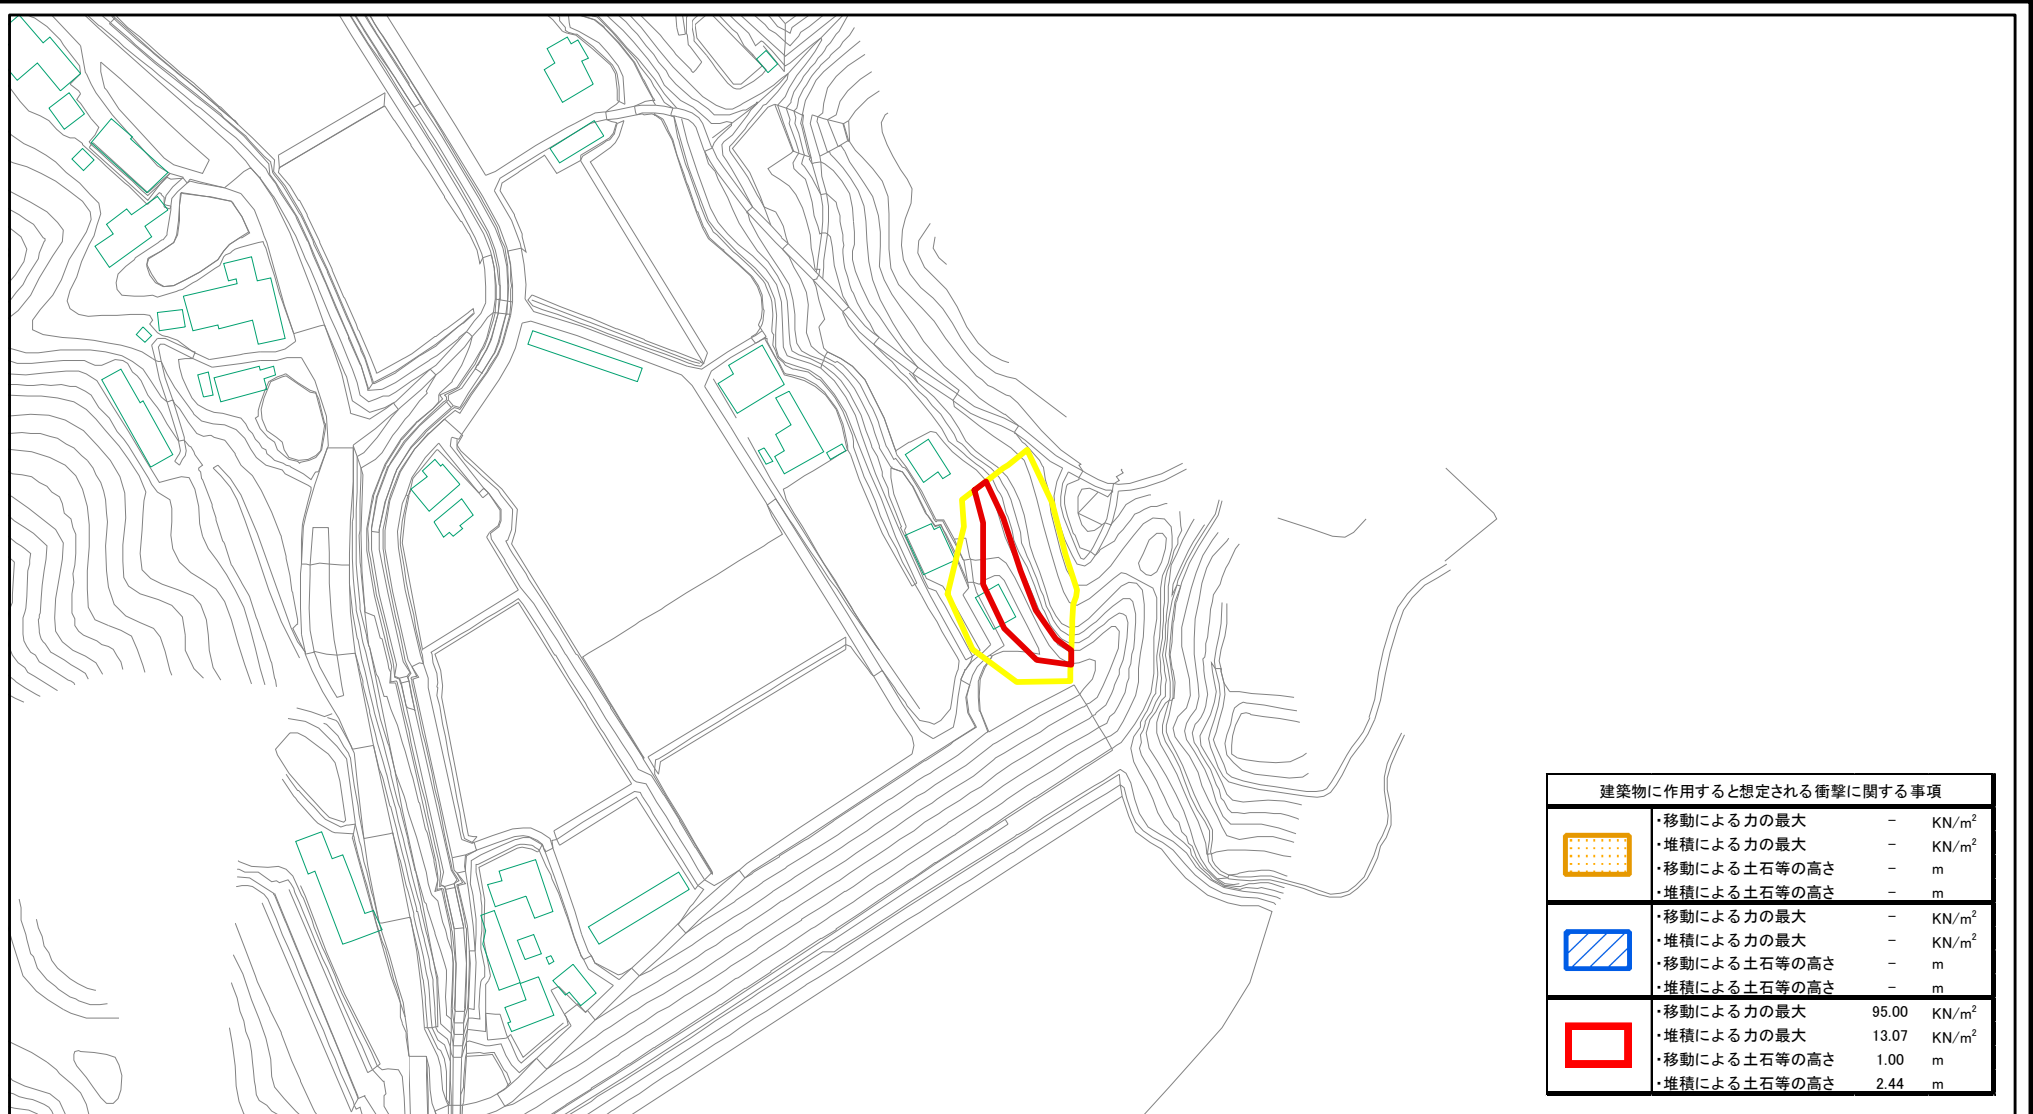 建築物に作用すると想定される衝撃に関する事項
・移動による力の最大 － KN/m²
・堆積による力の最大 － KN/m²
・移動による土石等の高さ － m
・堆積による土石等の高さ － m
・移動による力の最大 － KN/m²
・堆積による力の最大 － KN/m²
・移動による土石等の高さ － m
・堆積による土石等の高さ － m
・移動による力の最大 95.00 KN/m²
・堆積による力の最大 13.07 KN/m²
・移動による土石等の高さ 1.00 m
・堆積による土石等の高さ 2.44 m